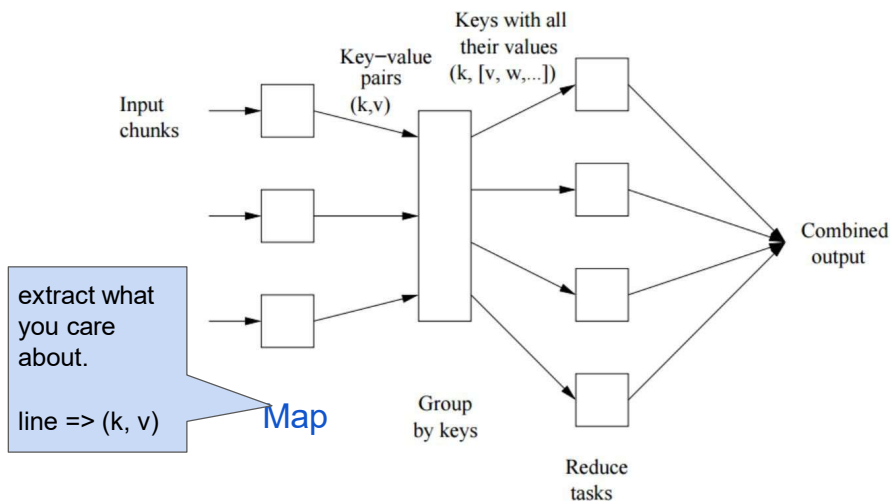 Keys with all
their values
(k, [v, w,...])
Key−value
pairs
(k,v)
Input
chunks
Combined
output
extract what
you care
about.
line => (k, v)
Map
Group
by keys
Reduce
tasks